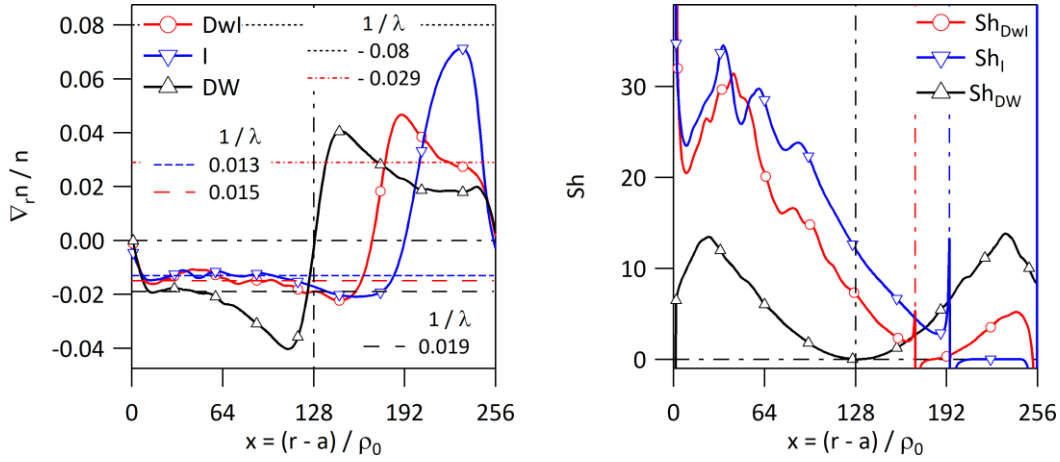 0.08
0.06
0.04
0.02
0.00
-0.02
-0.04
∇r n / n
DwI
I
DW
1 / λ
- 0.08
- 0.029
1 / λ
0.013
0.015
1 / λ
0.019
0
64
128
192
256
x = (r - a) / ρ0
30
20
10
0
Sh
ShDwI
ShI
ShDW
0
64
128
192
256
x = (r - a) / ρ0